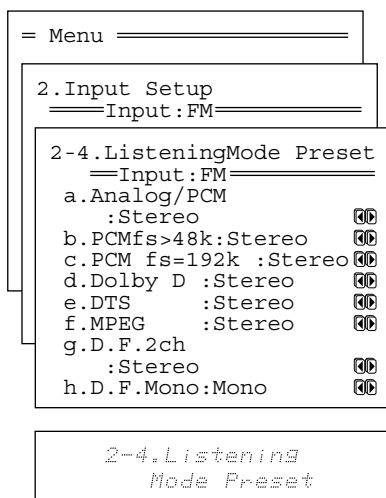 = Menu
2.Input Setup
Input:FM
2-4.ListeningMode Preset
Input:FM
a.Analog/PCM
:Stereo
b.PCMfs>48k:Stereo
c.PCM fs=192k :Stereo
d.Dolby D :Stereo
e.DTS :Stereo
f.MPEG :Stereo
g.D.F.2ch
:Stereo
h.D.F.Mono:Mono
2-4.Listening
Mode Preset